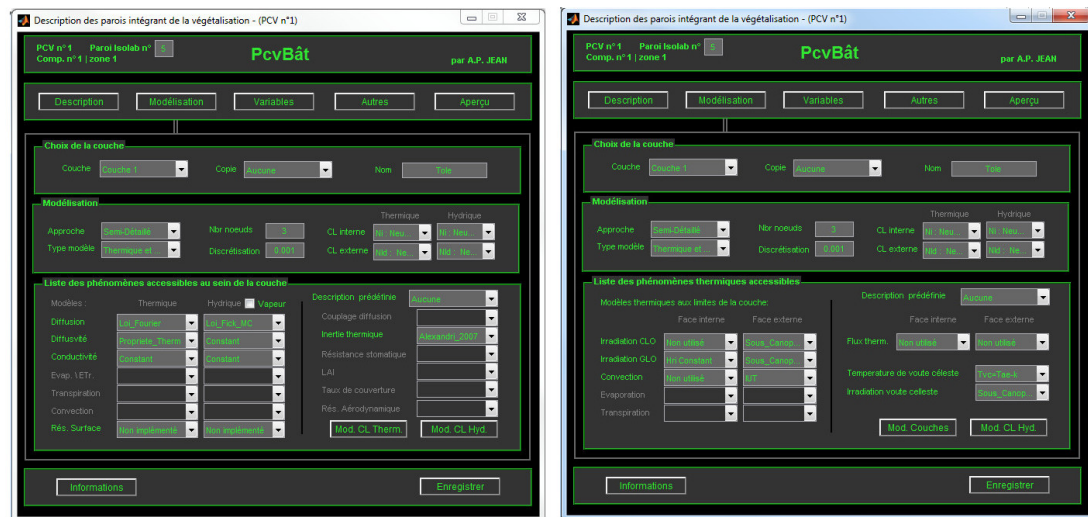 Description des parois intégrant de la végétalisation - (PCV n°1)
PCV n° 1 Paroi Isolab n° 5
Comp. n° 1 | zone 1
PcvBât
par A.P. JEAN
Description Modélisation Variables Autres Aperçu
Choix de la couche
Couche Couche 1 Copie Aucune Nom Tole
Modélisation
Thermique Hydrique
Approche Semi-Détaillé Nbr noeuds 3 CL interne Ni : Neu... Ni : Neu...
Type modèle Thermique et ... Discrétisation 0.001 CL externe Nld : Ne... Nld : Ne...
Liste des phénomènes accessibles au sein de la couche
Modèles : Thermique Hydrique Vapeur Description prédéfinie Aucune
Couplage diffusion
Diffusion Loi_Fourier Loi_Fick_MC
Inertie thermique Alexandri_2007
Diffusvité Propriete_Therm Constant
Résistance stomatique
Conductivité Constant Constant
LAI
Evap. \ ETr.
Taux de couverture
Transpiration
Rés. Aérodynamique
Convection
Rés. Surface Non implémenté Non implémenté
Mod. CL Therm. Mod. CL Hyd.
Informations Enregistrer
Description des parois intégrant de la végétalisation - (PCV n°1)
PCV n° 1 Paroi Isolab n° 5
Comp. n° 1 | zone 1
PcvBât
par A.P. JEAN
Description Modélisation Variables Autres Aperçu
Choix de la couche
Couche Couche 1 Copie Aucune Nom Tole
Modélisation
Thermique Hydrique
Approche Semi-Détaillé Nbr noeuds 3 CL interne Ni : Neu... Ni : Neu...
Type modèle Thermique et ... Discrétisation 0.001 CL externe Nld : Ne... Nld : Ne...
Liste des phénomènes thermiques accessibles
Modèles thermiques aux limites de la couche: Description prédéfinie Aucune
Face interne Face externe Face interne Face externe
Irradiation CLO Non utilisé Sous_Canop... Flux therm. Non utilisé Non utilisé
Irradiation GLO Hri Constant Sous_Canop...
Convection Non utilisé IUT Temperature de voute céleste Tvc=Tae-k
Evaporation Irradiation voute celleste Sous_Canop...
Transpiration
Mod. Couches Mod. CL Hyd.
Informations Enregistrer